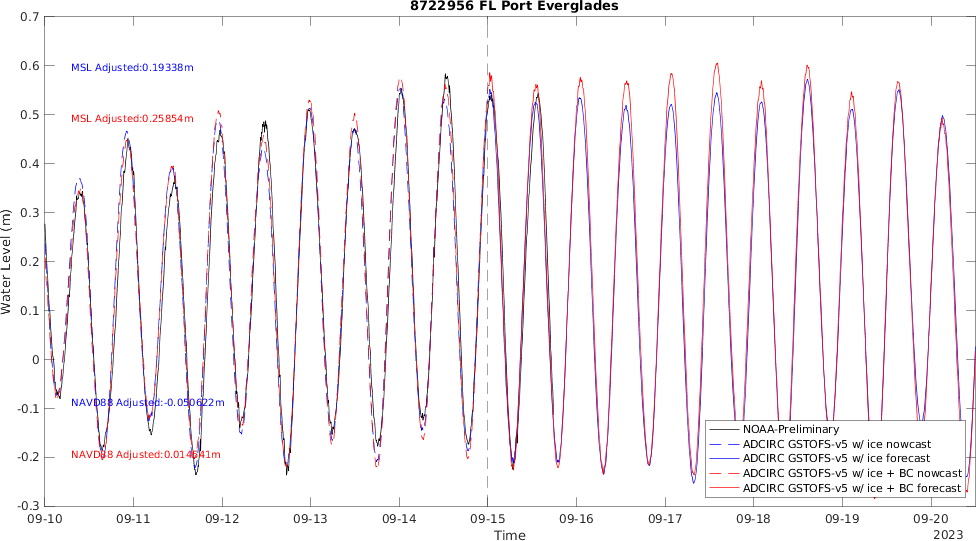 8722956 FL Port Everglades
0.7
0.6
0.5
0.4
0.3
0.2
0.1
0
-0.1
-0.2
-0.3
Water Level (m)
MSL Adjusted:0.19338m
MSL Adjusted:0.25854m
NAVD88 Adjusted:-0.050622m
NAVD88 Adjusted:0.014541m
NOAA-Preliminary
ADCIRC GSTOFS-v5 w/ ice nowcast
ADCIRC GSTOFS-v5 w/ ice forecast
ADCIRC GSTOFS-v5 w/ ice + BC nowcast
ADCIRC GSTOFS-v5 w/ ice + BC forecast
09-10 09-11 09-12 09-13 09-14 09-15 09-16 09-17 09-18 09-19 09-20
Time
2023